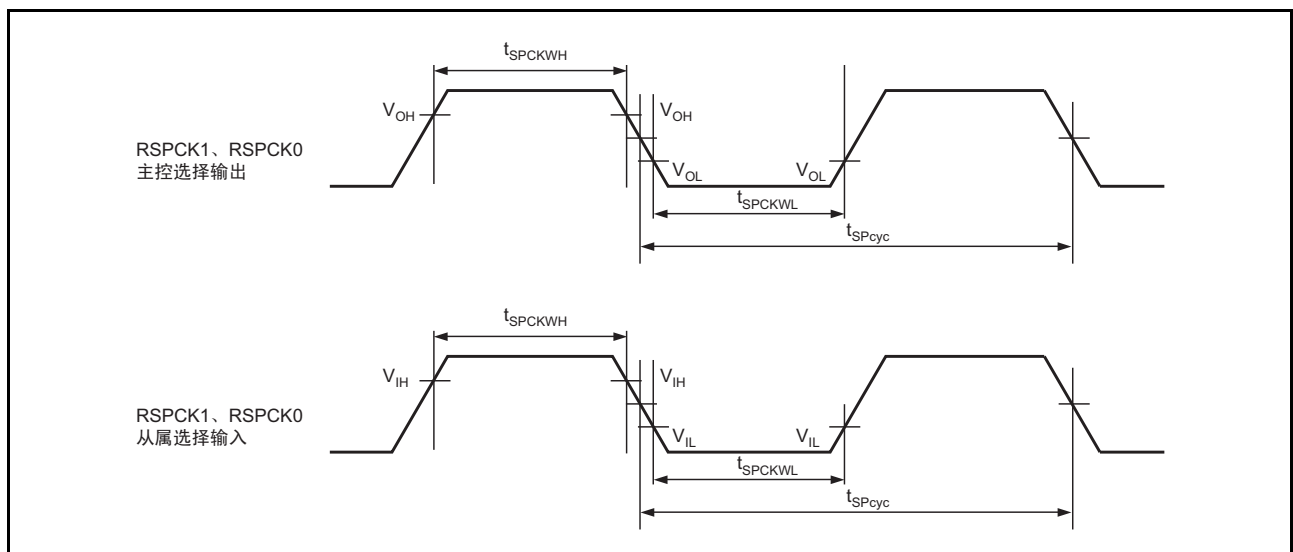 tSPCKWH
VOH
VOH
RSPCK1、RSPCK0
主控选择输出
VOL
VOL
tSPCKWL
tSPcyc
tSPCKWH
VIH
VIH
RSPCK1、RSPCK0
从属选择输入
VIL
VIL
tSPCKWL
tSPcyc